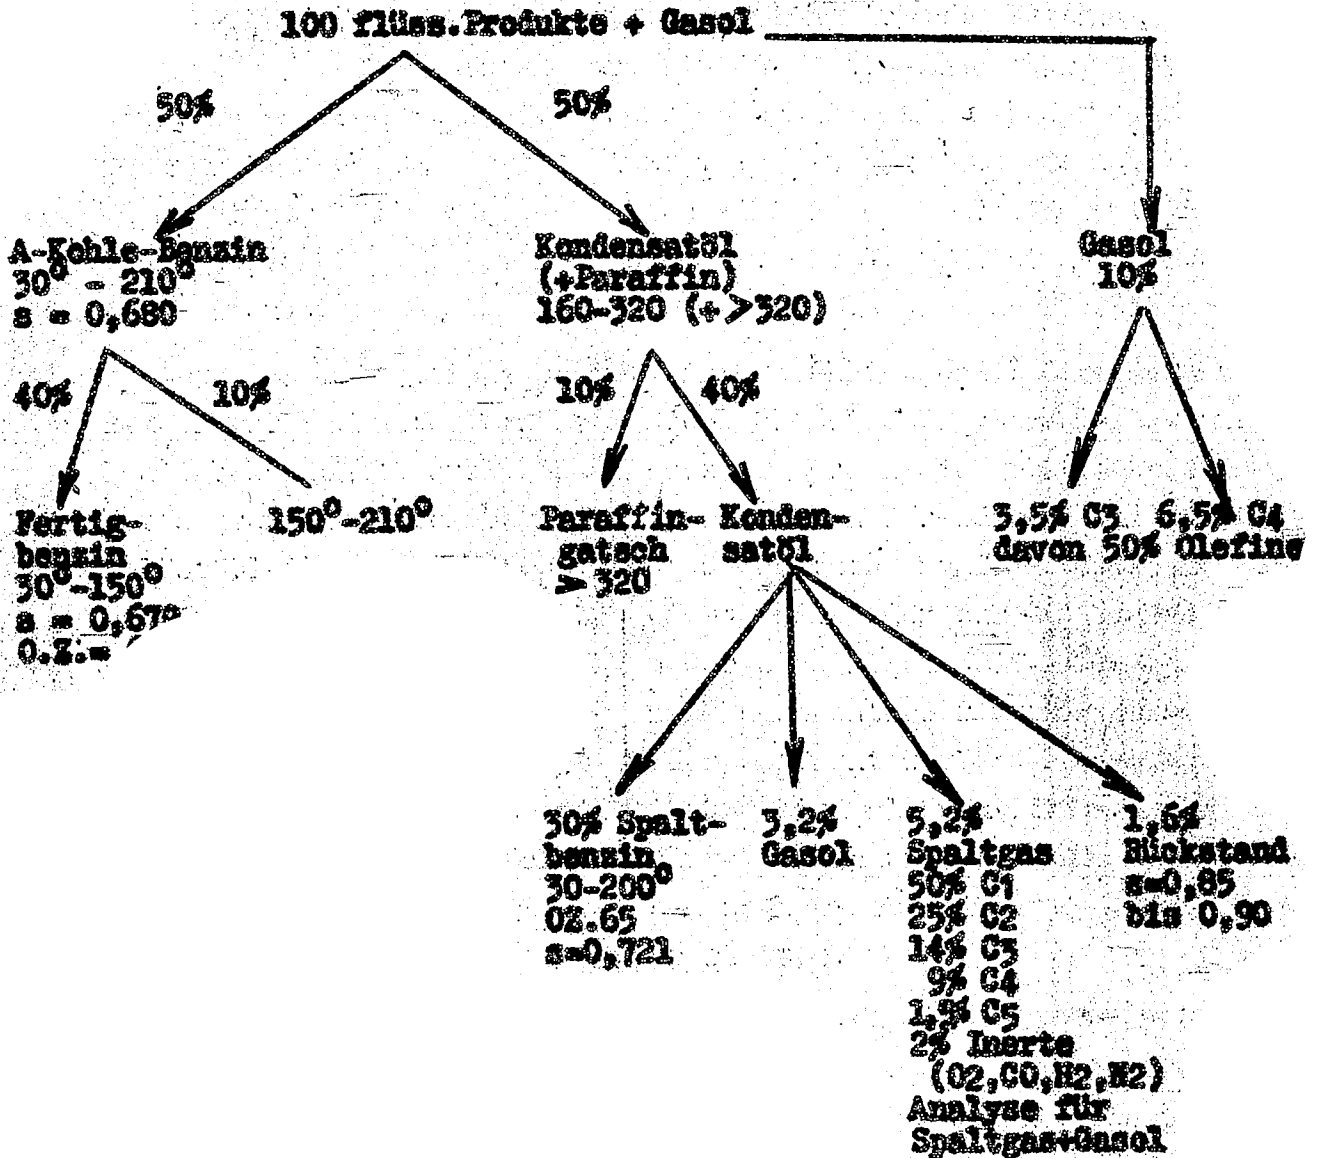 100 flüss.Produkte + Gasol
50%
50%
A-Kohle-Benzin
30° - 210°
s = 0,680
Kondensatöl
(+Paraffin)
160-320 (+ >320)
Gasol
10%
40%
10%
10%
40%
Fertig-
benzin
30°-150°
s = 0,670
O.Z.=
150°-210°
Paraffin-
gatsch
> 320
Konden-
satöl
3,5% C3 6,5% C4
davon 50% Olefine
30% Spalt-
benzin
30-200°
OZ.65
s=0,721
3,2%
Gasol
5,2%
Spaltgas
50% C1
25% C2
14% C3
9% C4
1,5% C5
2% Inerte
(O2,CO,H2,N2)
Analyse für
Spaltgas+Gasol
1,6%
Rückstand
s=0,85
bis 0,90